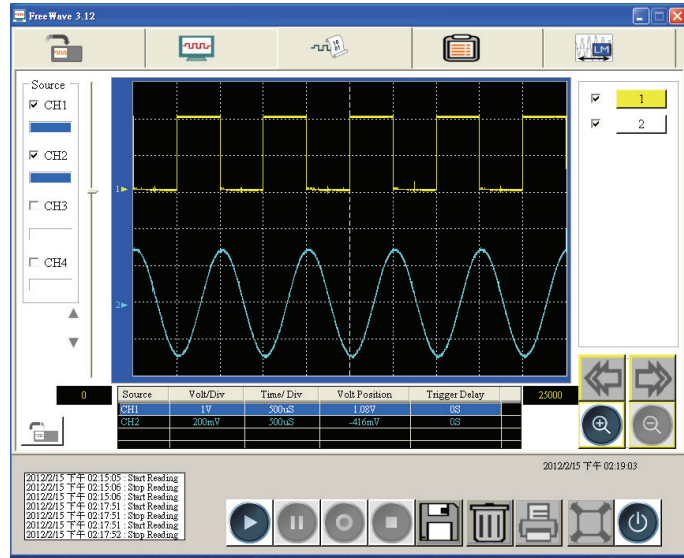 FreeWave 3.12
LM
Source
CH1
CH2
CH3
CH4
1
2
1
2
0
25000
Source Volt/Div Time/ Div Volt Position Trigger Delay
CH1 1V 500uS 1.08V 0S
CH2 200mV 500uS -416mV 0S
2012/2/15 下午 02:19:03
2012/2/15 下午 02:15:05 : Start Reading
2012/2/15 下午 02:15:06 : Stop Reading
2012/2/15 下午 02:15:06 : Start Reading
2012/2/15 下午 02:17:51 : Start Reading
2012/2/15 下午 02:17:51 : Stop Reading
2012/2/15 下午 02:17:51 : Start Reading
2012/2/15 下午 02:17:52 : Stop Reading